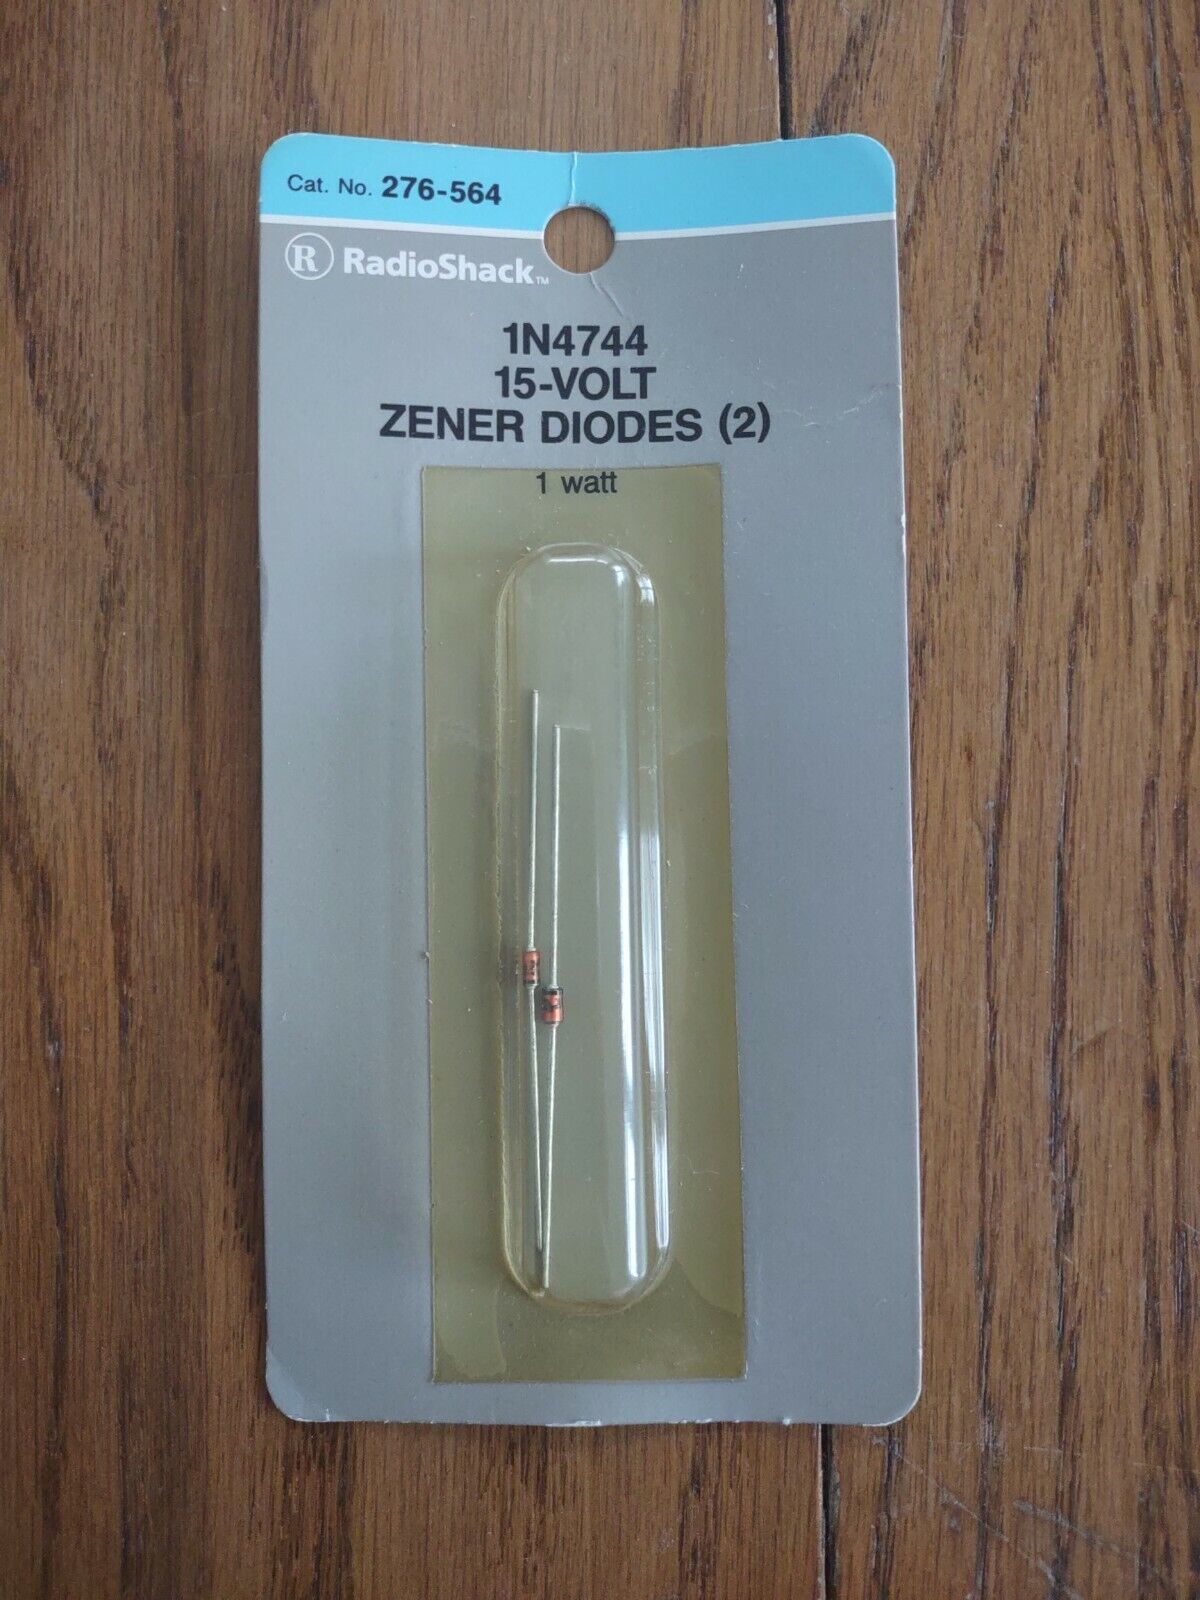 Cat. No. 276-564
R RadioShack™
1N4744
15-VOLT
ZENER DIODES (2)
1 watt